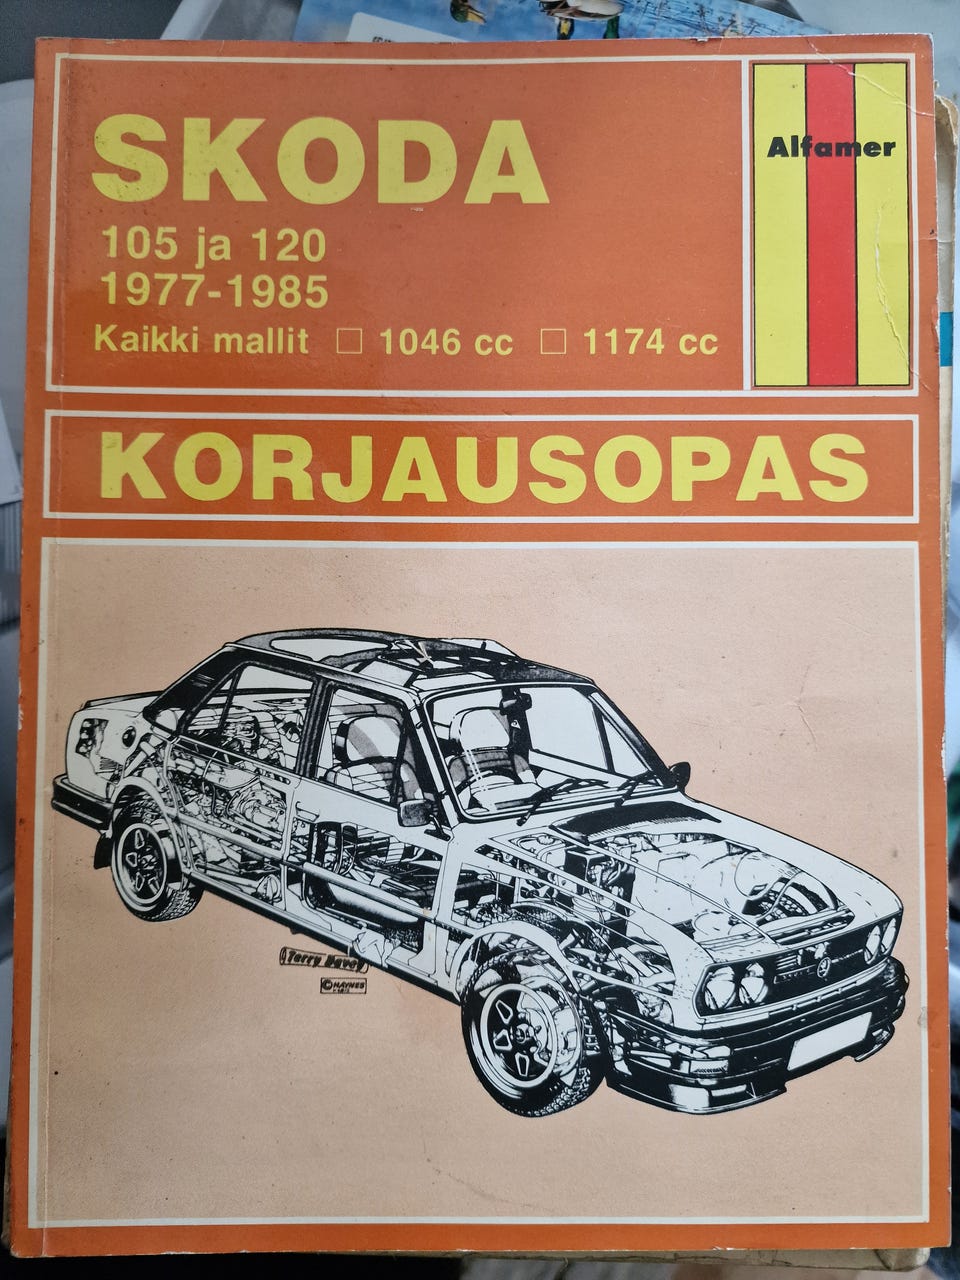 SKODA
105 ja 120
1977-1985
Kaikki mallit □ 1046 cc □ 1174 cc
Alfamer
KORJAUSOPAS
Terry Davey
© HAYNES